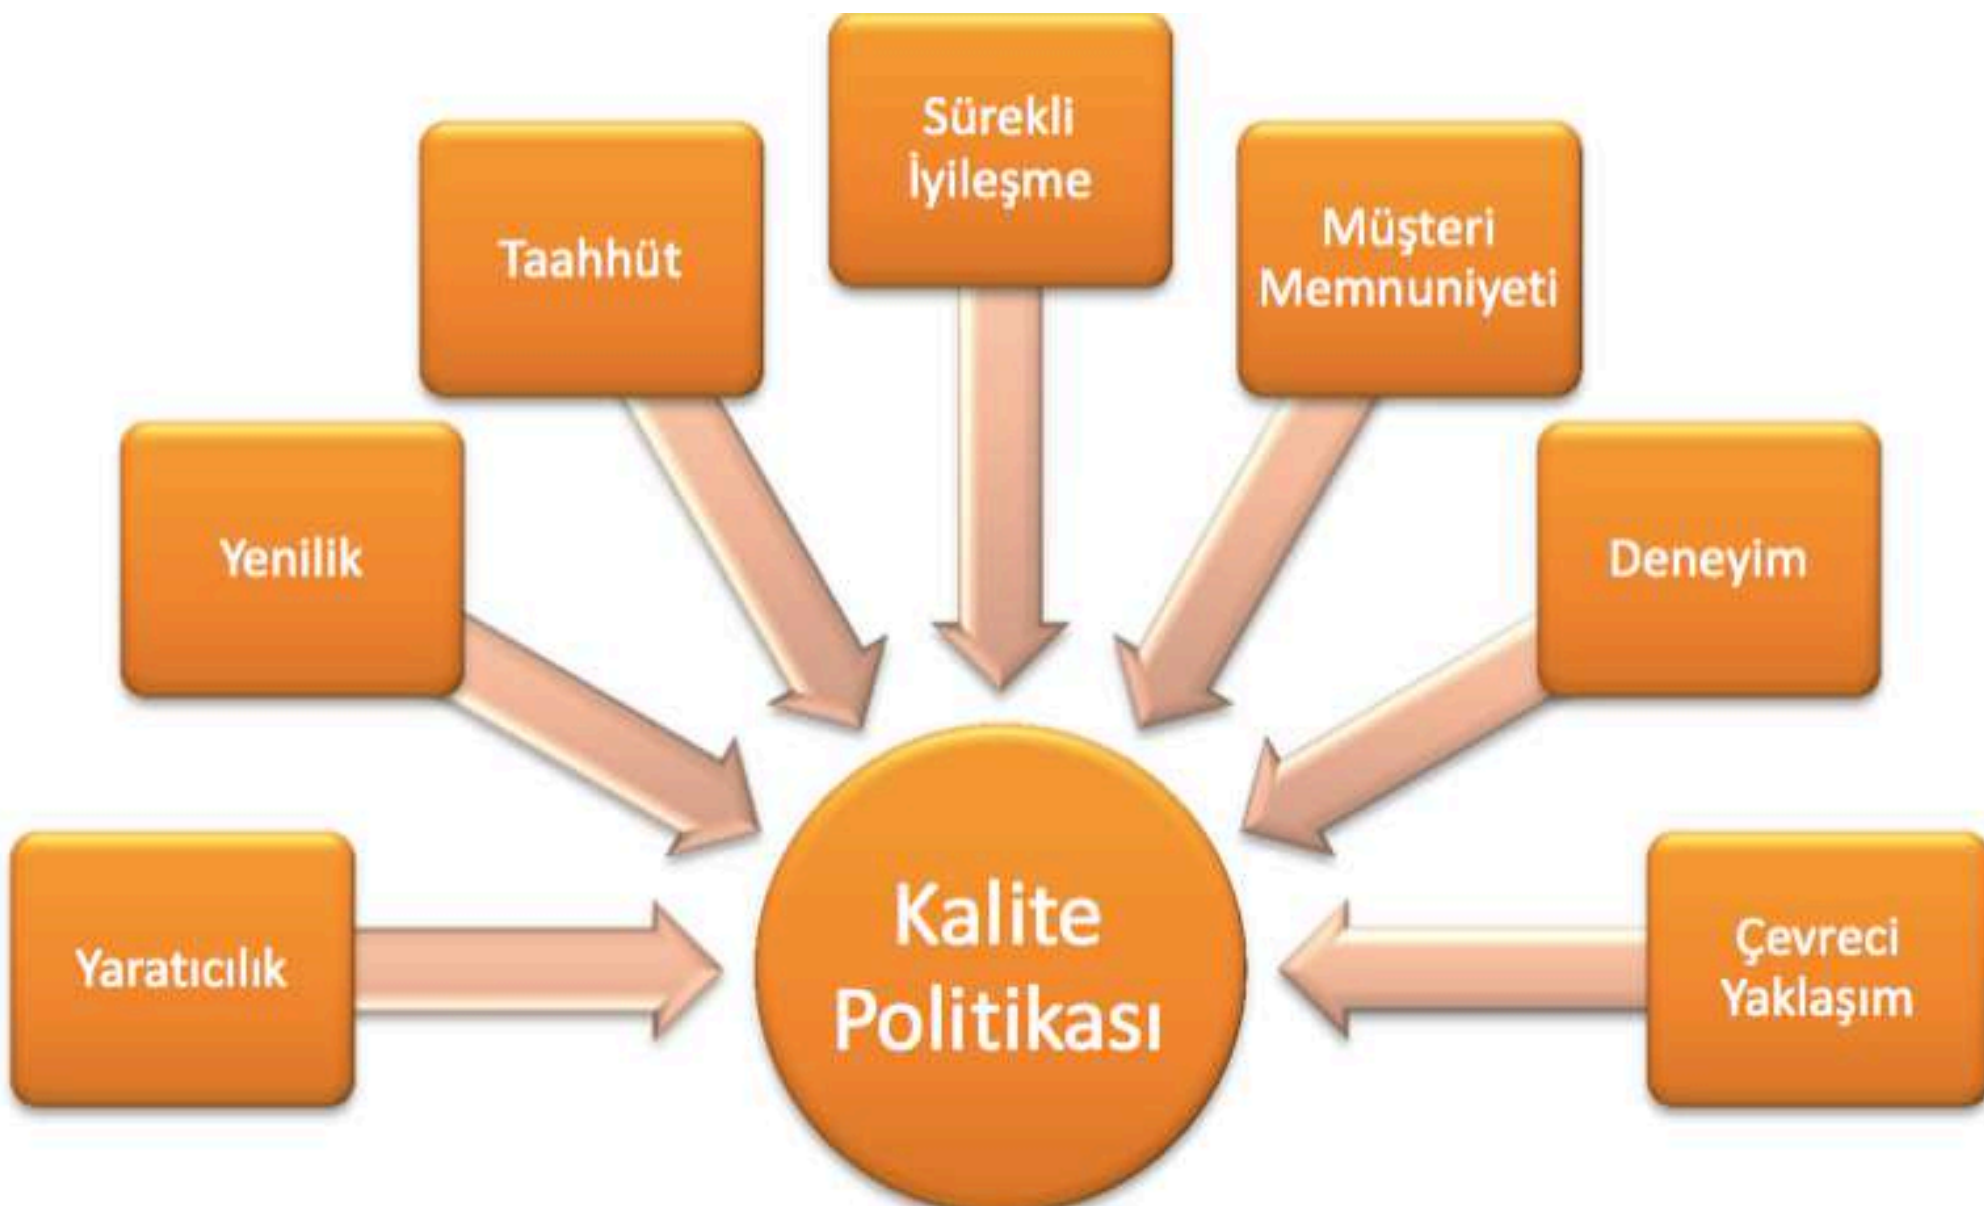 Sürekli
İyileşme
Taahhüt
Müşteri
Memnuniyeti
Yenilik
Deneyim
Yaratıcılık
Kalite
Politikası
Çevreci
Yaklaşım